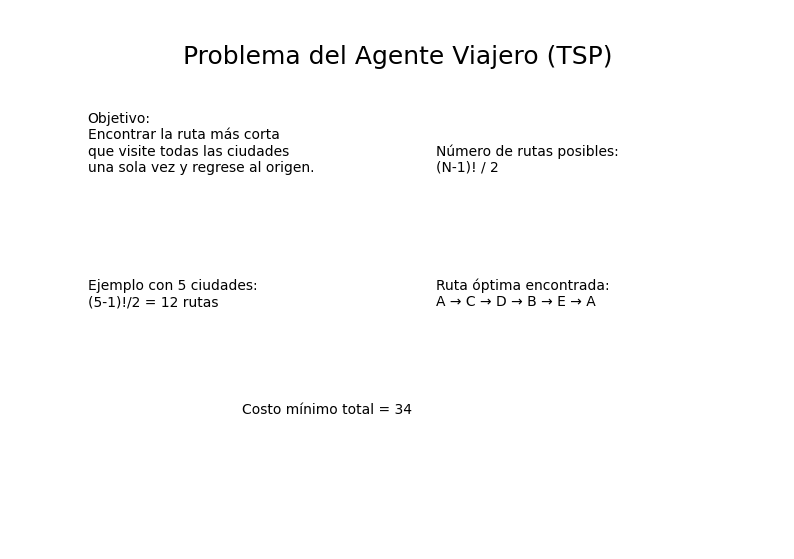 Problema del Agente Viajero (TSP)
Objetivo:
Encontrar la ruta más corta
que visite todas las ciudades
una sola vez y regrese al origen.
Número de rutas posibles:
(N-1)! / 2
Ejemplo con 5 ciudades:
(5-1)!/2 = 12 rutas
Ruta óptima encontrada:
A → C → D → B → E → A
Costo mínimo total = 34